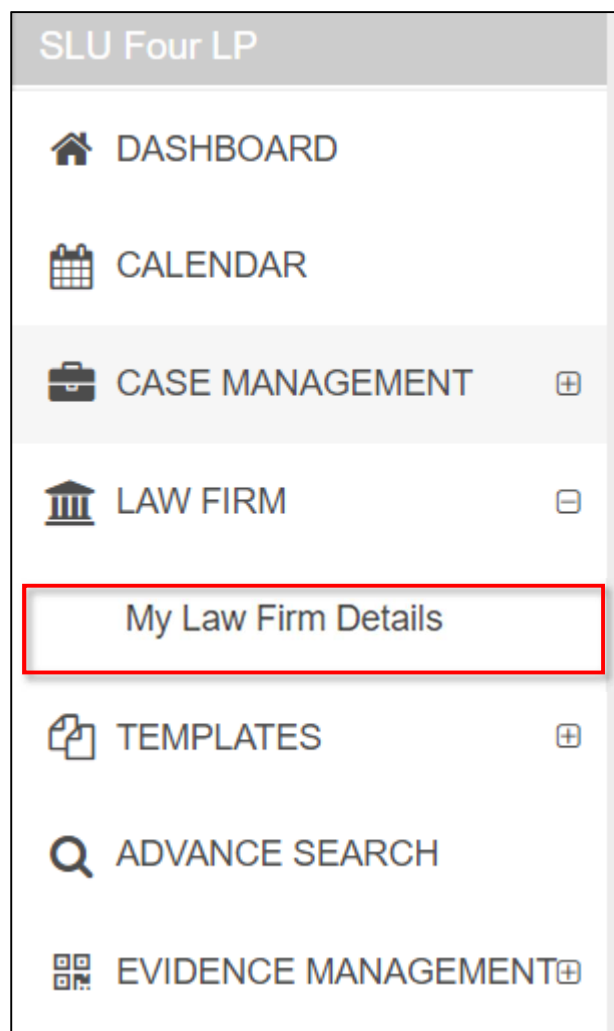 SLU Four LP
DASHBOARD
CALENDAR
CASE MANAGEMENT
LAW FIRM
My Law Firm Details
TEMPLATES
ADVANCE SEARCH
EVIDENCE MANAGEMENT